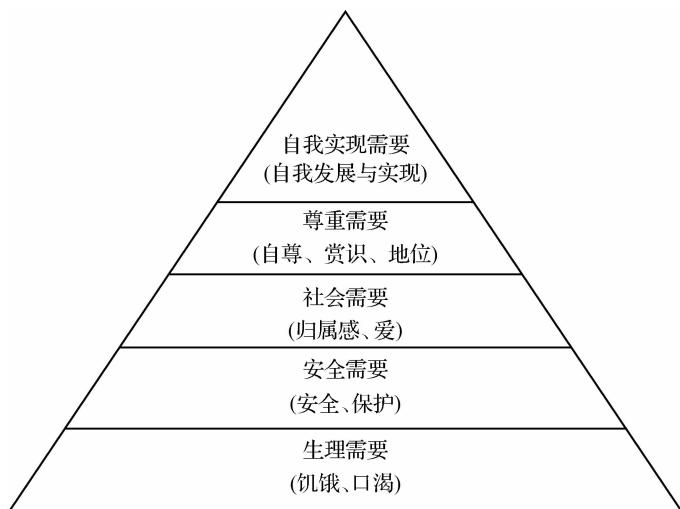 自我实现需要
(自我发展与实现)
尊重需要
(自尊、赏识、地位)
社会需要
(归属感、爱)
安全需要
(安全、保护)
生理需要
(饥饿、口渴)